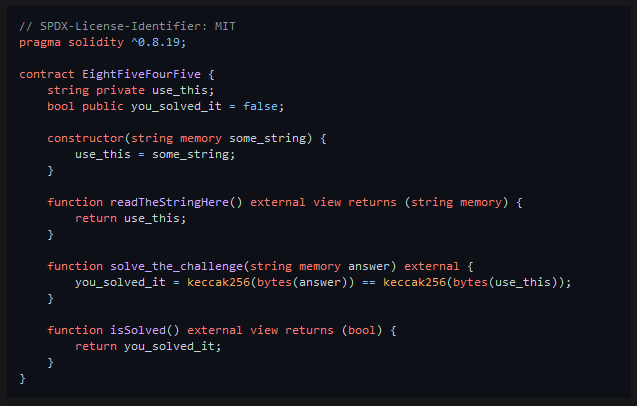 // SPDX-License-Identifier: MIT
pragma solidity ^0.8.19;
contract EightFiveFourFive {
string private use_this;
bool public you_solved_it = false;
constructor(string memory some_string) {
use_this = some_string;
}
function readTheStringHere() external view returns (string memory) {
return use_this;
}
function solve_the_challenge(string memory answer) external {
you_solved_it = keccak256(bytes(answer)) == keccak256(bytes(use_this));
}
function isSolved() external view returns (bool) {
return you_solved_it;
}
}